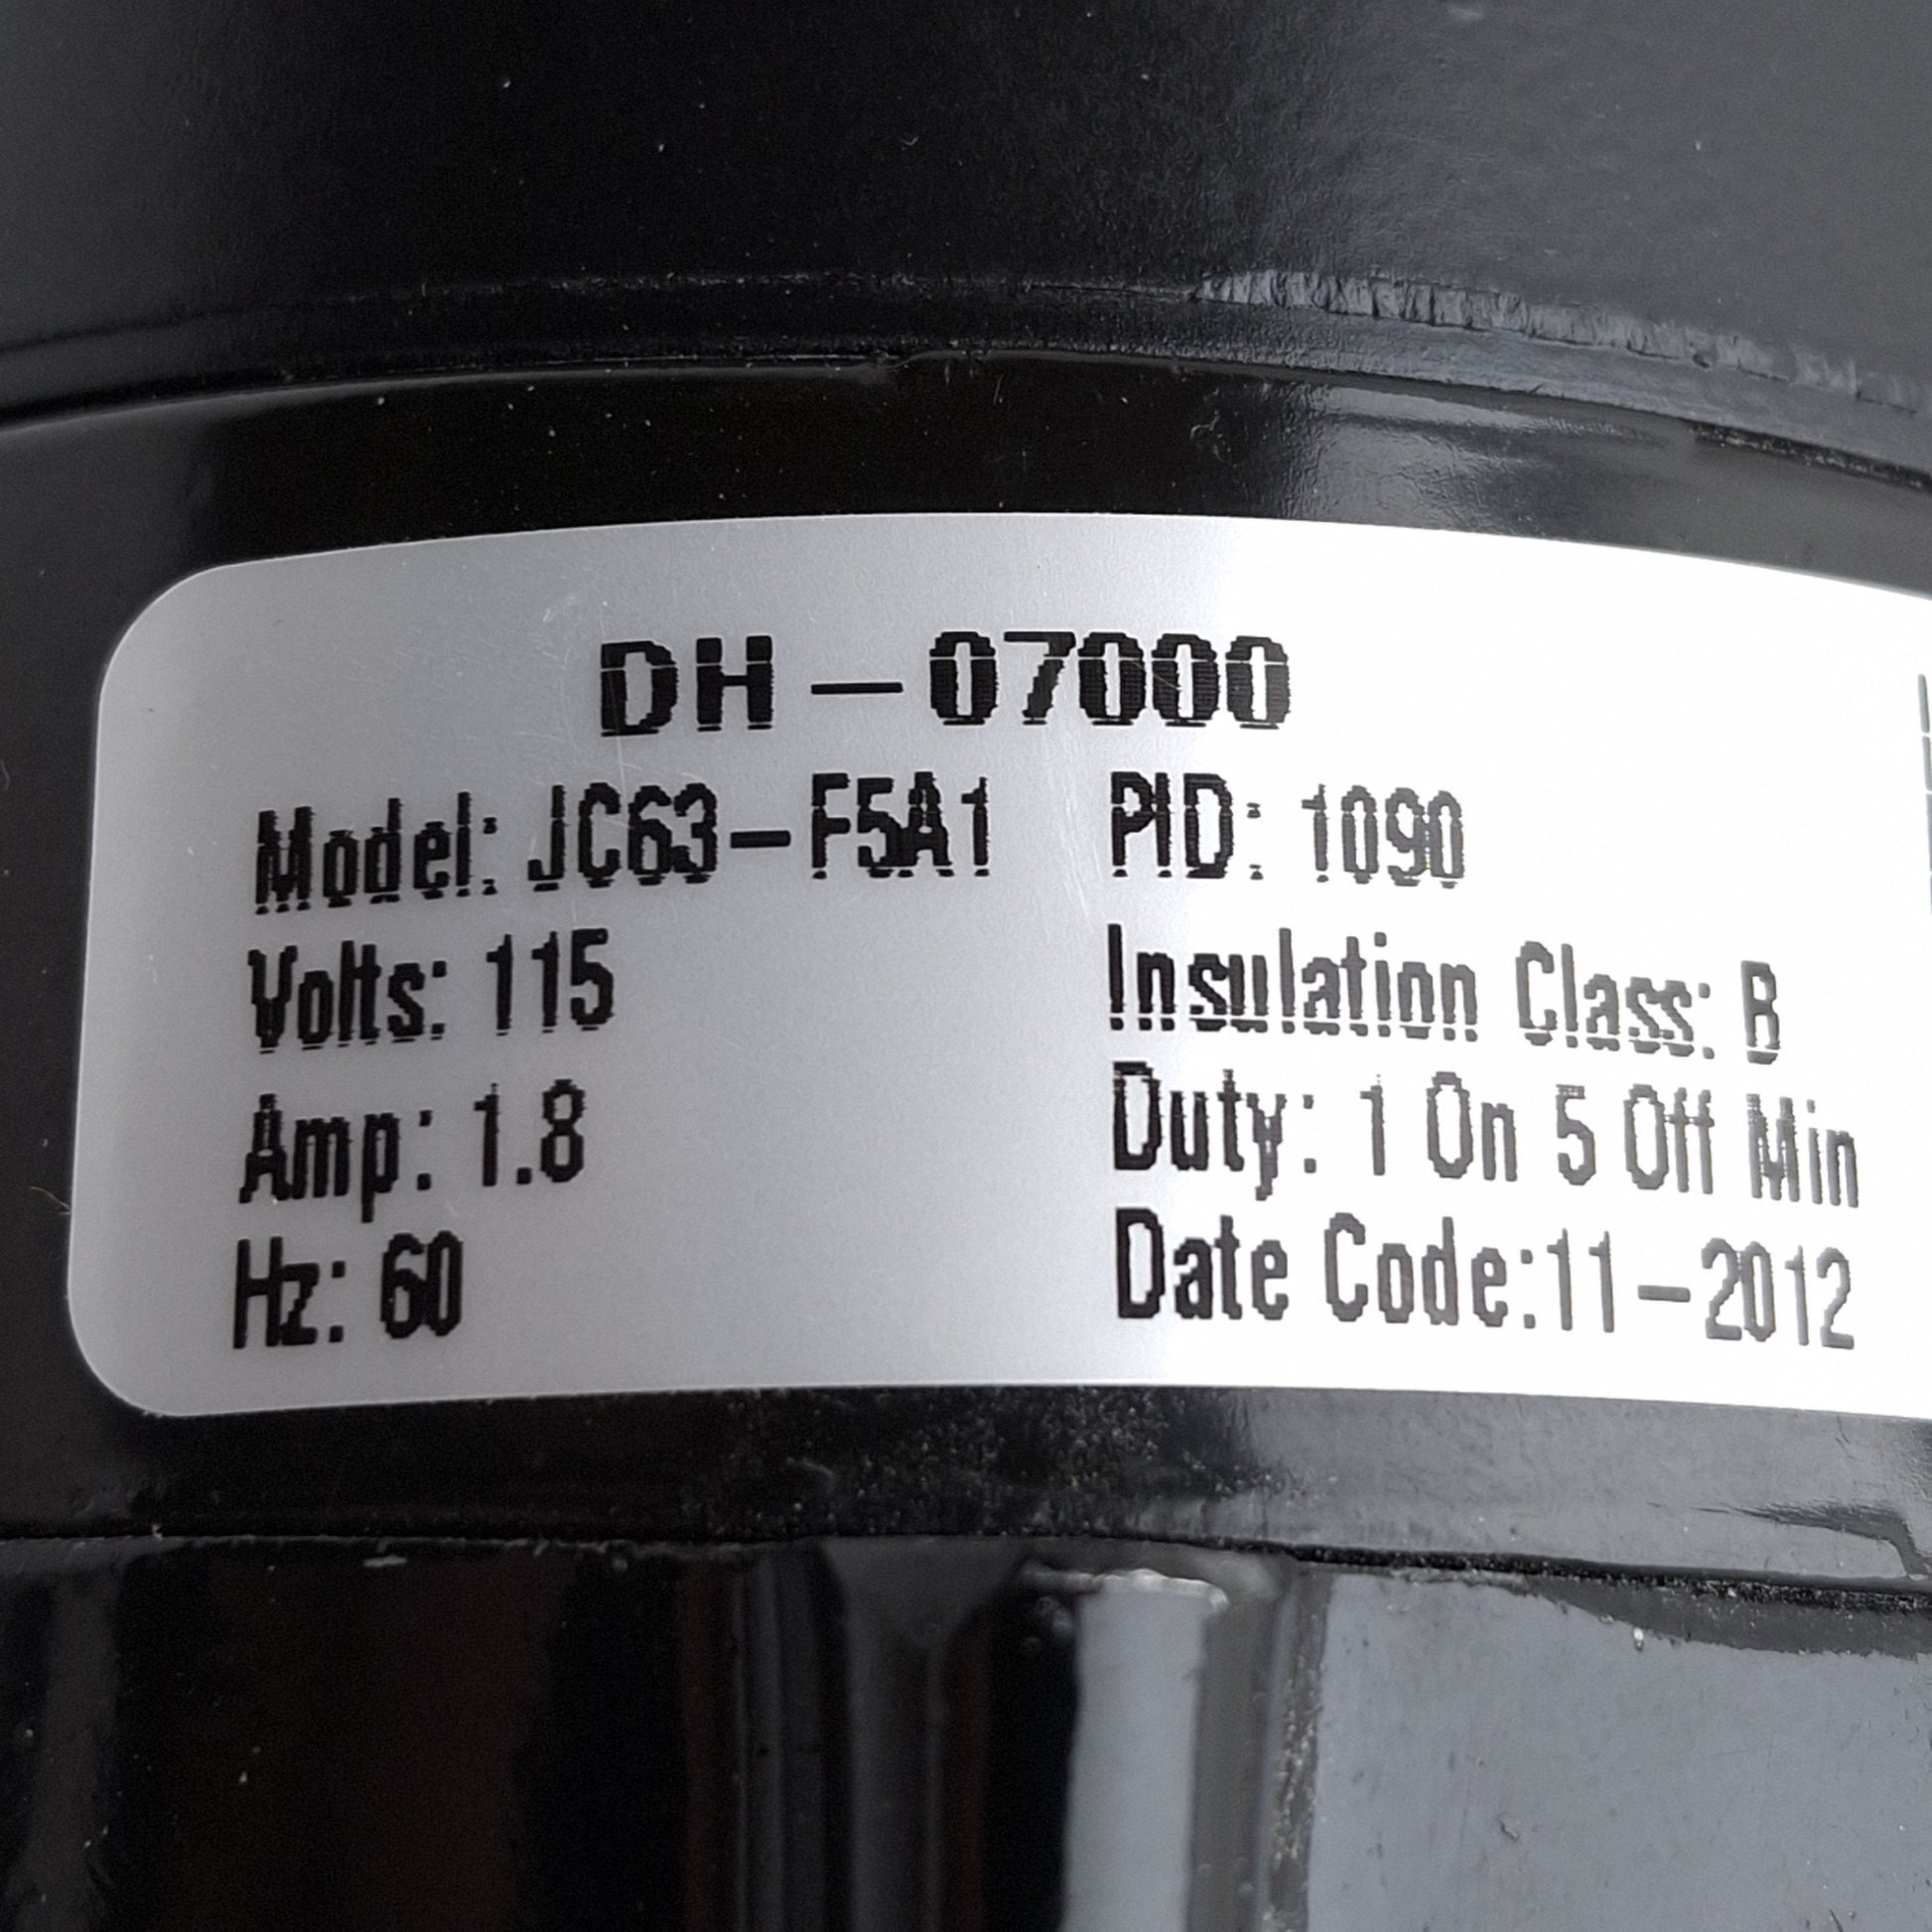 DH-07000
Model: JC63-F5A1 PID: 1090
Volts: 115 Insulation Class: B
Amp: 1.8 Duty: 1 On 5 Off Min
Hz: 60 Date Code:11-2012